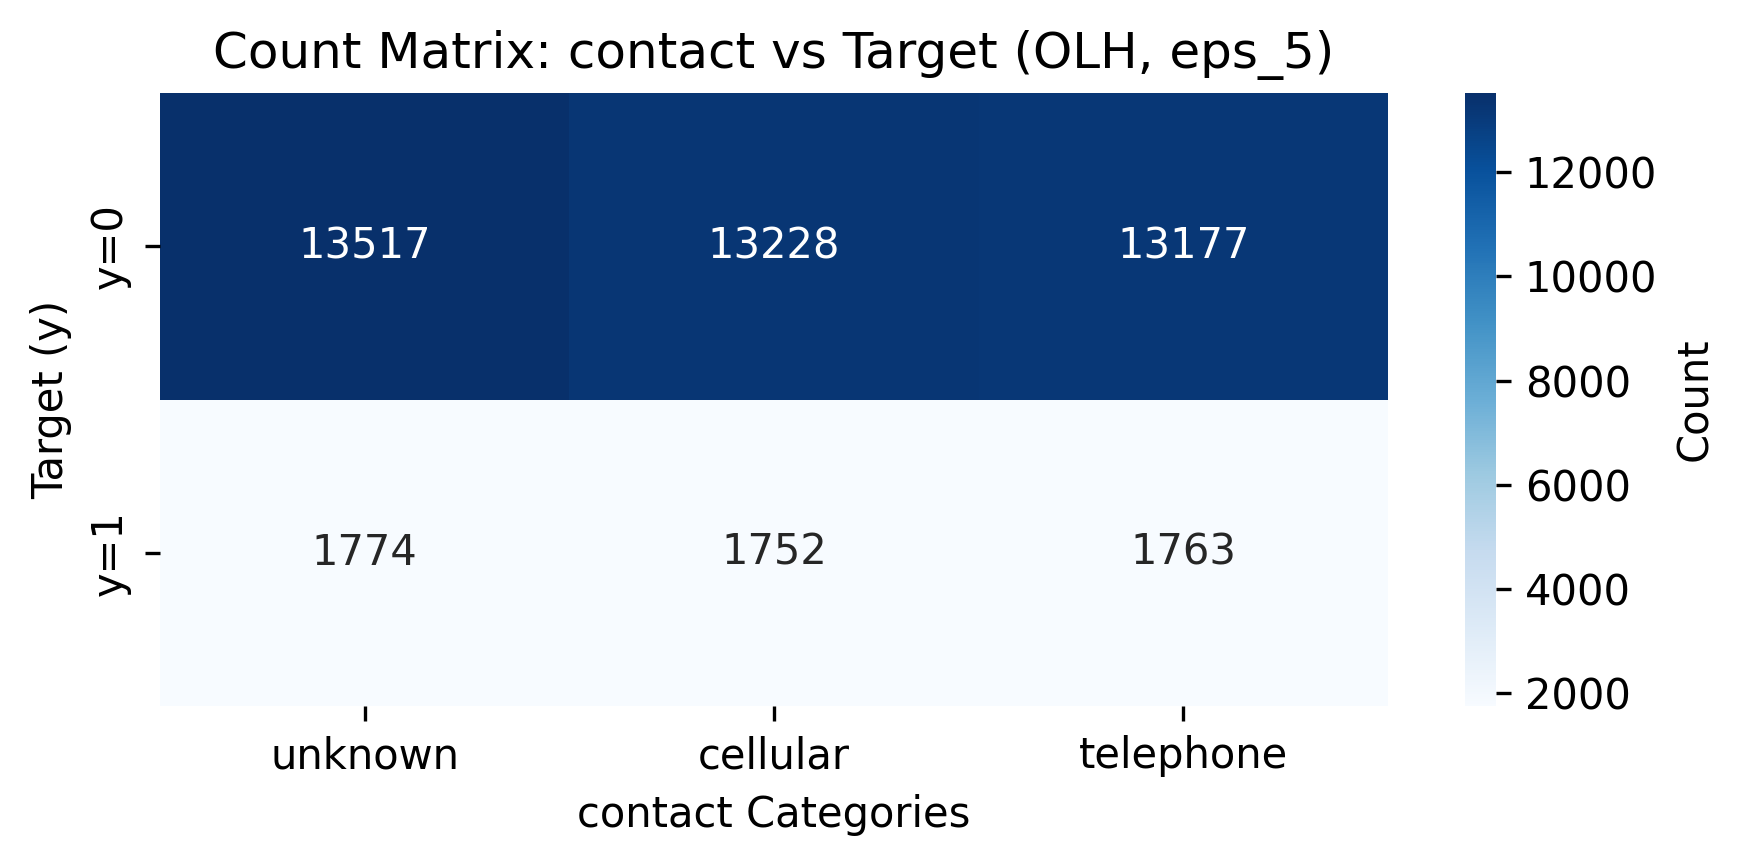 Count Matrix: contact vs Target (OLH, eps_5)
Target (y)
y=0
13517 13228 13177
y=1
1774 1752 1763
unknown cellular telephone
contact Categories
12000
10000
8000
6000
4000
2000
Count